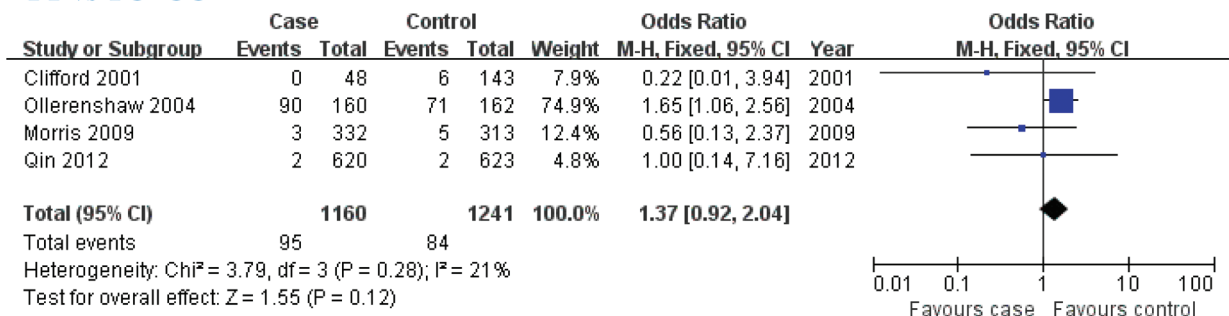 Case Control Odds Ratio Odds Ratio
Study or Subgroup Events Total Events Total Weight M-H, Fixed, 95% CI Year M-H, Fixed, 95% CI
Clifford 2001 0 48 6 143 7.9% 0.22 [0.01, 3.94] 2001
Ollerenshaw 2004 90 160 71 162 74.9% 1.65 [1.06, 2.56] 2004
Morris 2009 3 332 5 313 12.4% 0.56 [0.13, 2.37] 2009
Qin 2012 2 620 2 623 4.8% 1.00 [0.14, 7.16] 2012
Total (95% CI) 1160 1241 100.0% 1.37 [0.92, 2.04]
Total events 95 84
Heterogeneity: Chi² = 3.79, df = 3 (P = 0.28); I² = 21%
Test for overall effect: Z = 1.55 (P = 0.12)
0.01 0.1 1 10 100
Favours case Favours control